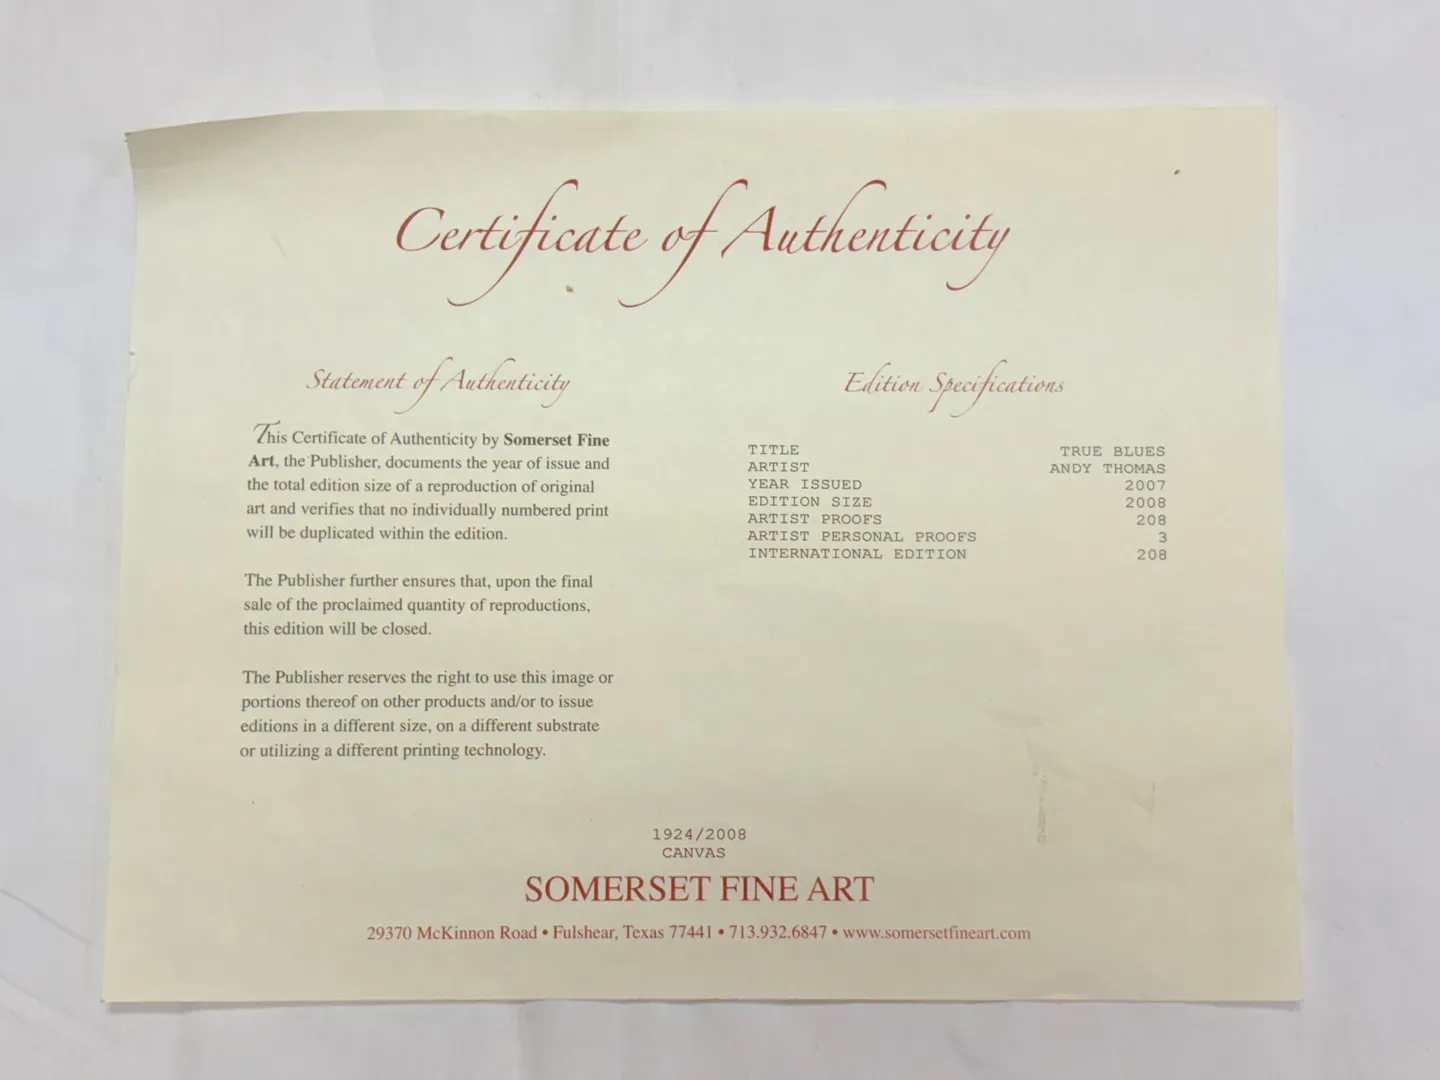 Certificate of Authenticity
Statement of Authenticity
This Certificate of Authenticity by Somerset Fine
Art, the Publisher, documents the year of issue and
the total edition size of a reproduction of original
art and verifies that no individually numbered print
will be duplicated within the edition.
The Publisher further ensures that, upon the final
sale of the proclaimed quantity of reproductions,
this edition will be closed.
The Publisher reserves the right to use this image or
portions thereof on other products and/or to issue
editions in a different size, on a different substrate
or utilizing a different printing technology.
Edition Specifications
TITLE TRUE BLUES
ARTIST ANDY THOMAS
YEAR ISSUED 2007
EDITION SIZE 2008
ARTIST PROOFS 208
ARTIST PERSONAL PROOFS 3
INTERNATIONAL EDITION 208
1924/2008
CANVAS
SOMERSET FINE ART
29370 McKinnon Road • Fulshear, Texas 77441 • 713.932.6847 • www.somersetfineart.com